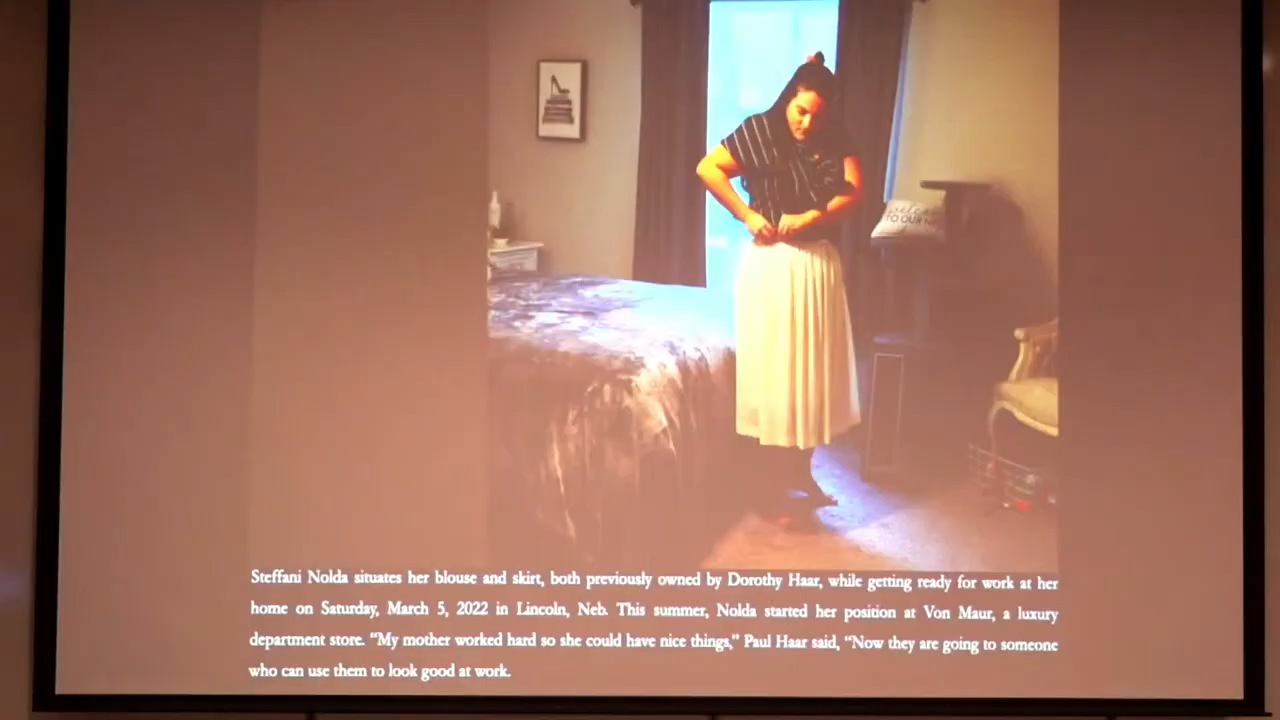 welcome
TO OUR
Steffani Nolda situates her blouse and skirt, both previously owned by Dorothy Haar, while getting ready for work at her
home on Saturday, March 5, 2022 in Lincoln, Neb. This summer, Nolda started her position at Von Maur, a luxury
department store. “My mother worked hard so she could have nice things,” Paul Haar said, “Now they are going to someone
who can use them to look good at work.